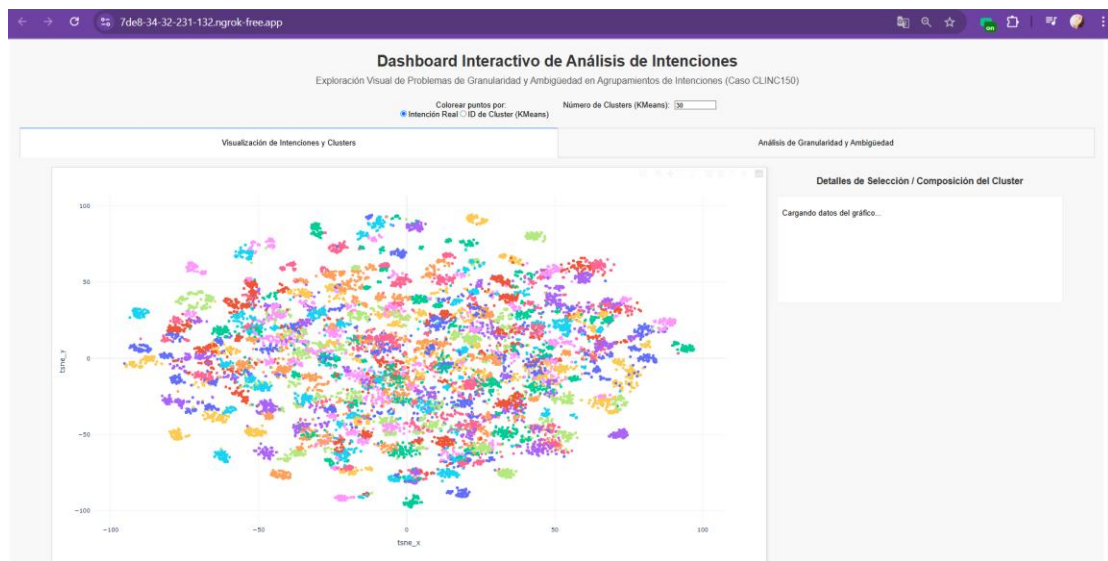 7de8-34-32-231-132.ngrok-free.app
on
Dashboard Interactivo de Análisis de Intenciones
Exploración Visual de Problemas de Granularidad y Ambigüedad en Agrupamientos de Intenciones (Caso CLINC150)
Colorear puntos por:
Intención Real ID de Cluster (KMeans)
Número de Clusters (KMeans): 30
Visualización de Intenciones y Clusters
Análisis de Granularidad y Ambigüedad
Detalles de Selección / Composición del Cluster
Cargando datos del gráfico...
100
50
0
−50
−100
tsne_y
−100
−50
0
50
100
tsne_x